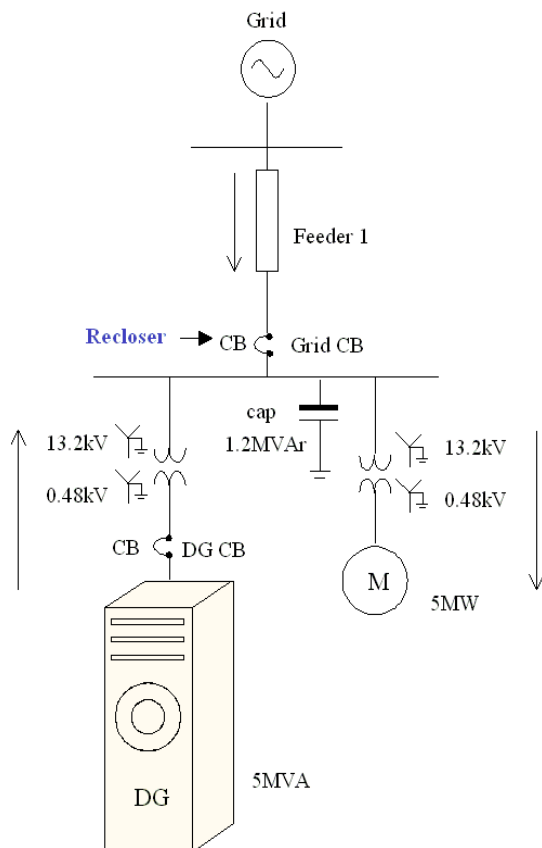 Grid
Feeder 1
Recloser
CB
Grid CB
cap
1.2MVAr
13.2kV
0.48kV
13.2kV
0.48kV
CB
DG CB
M
5MW
5MVA
DG